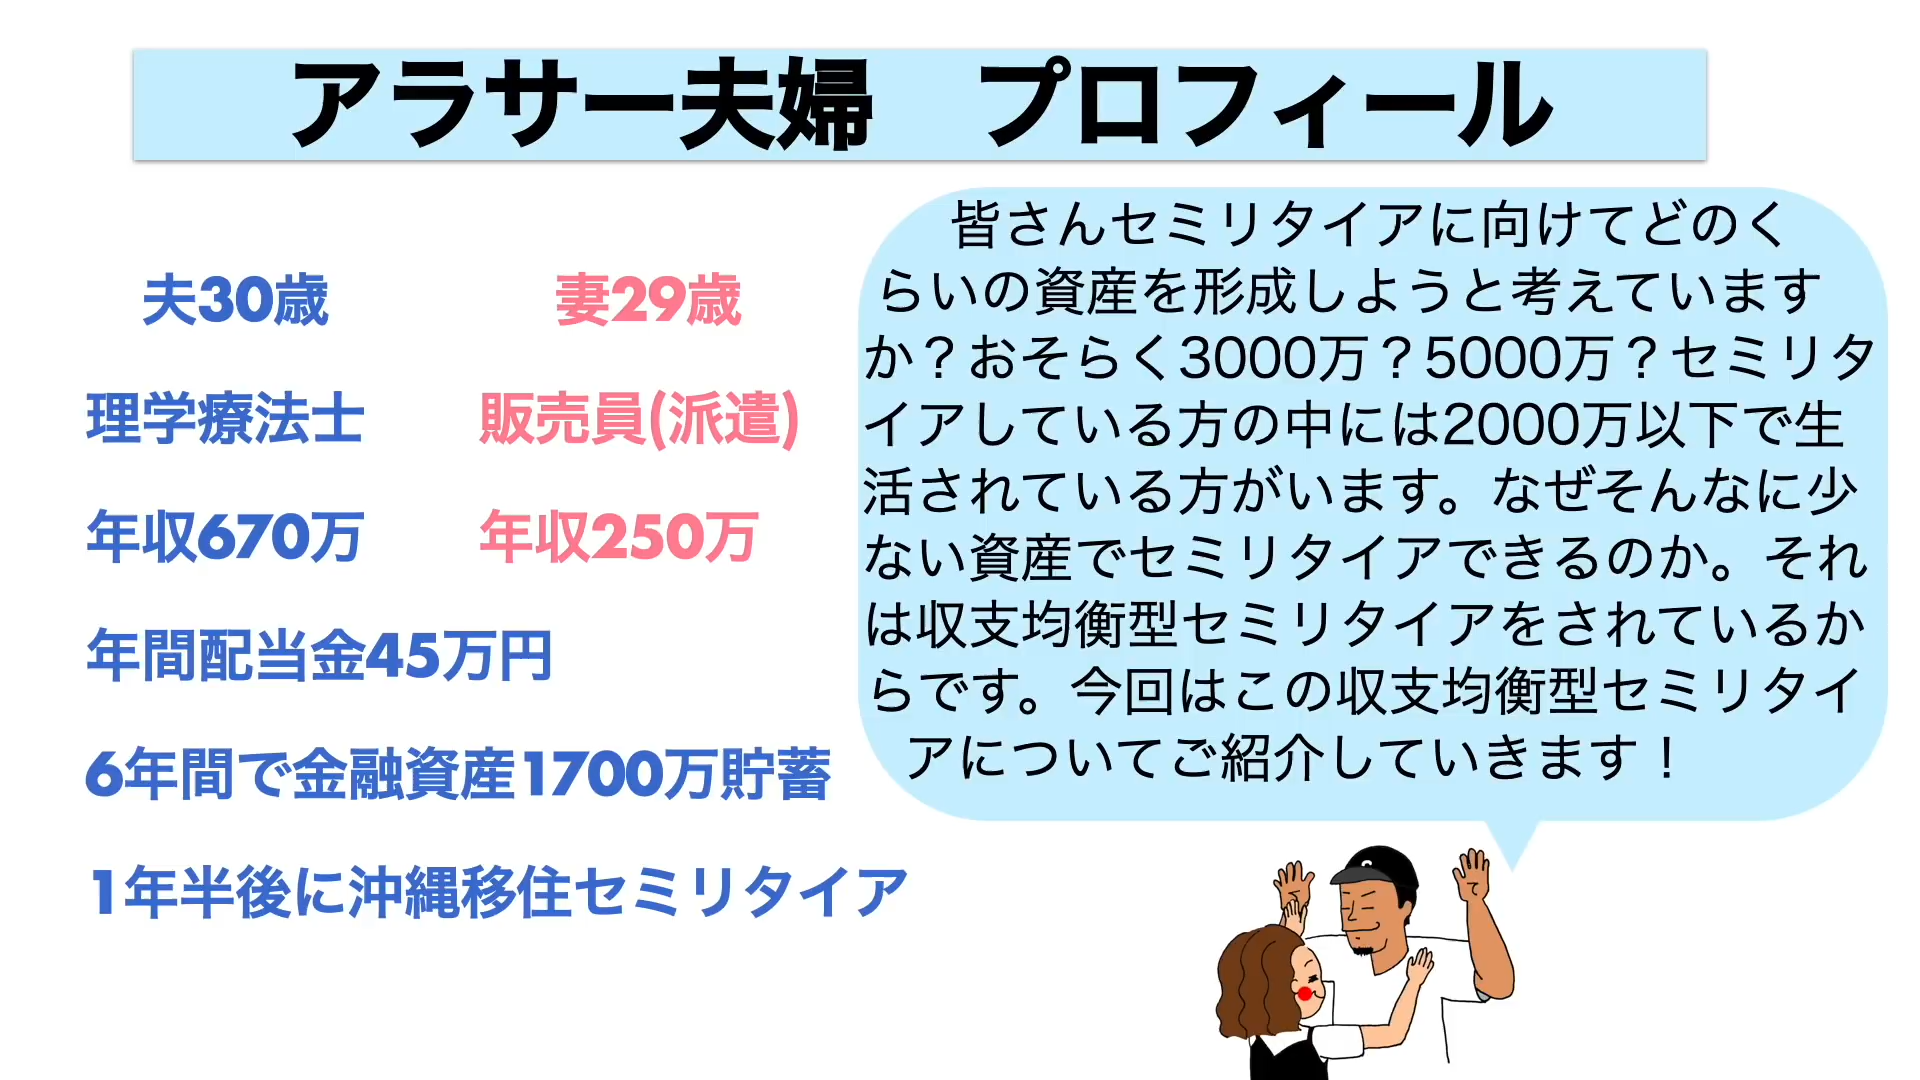 アラサー夫婦　プロフィール
夫30歳
妻29歳
理学療法士
販売員(派遣)
年収670万
年収250万
年間配当金45万円
6年間で金融資産1700万貯蓄
1年半後に沖縄移住セミリタイア
皆さんセミリタイアに向けてどのく
らいの資産を形成しようと考えています
か？おそらく3000万？5000万？セミリタ
イアしている方の中には2000万以下で生
活されている方がいます。なぜそんなに少
ない資産でセミリタイアできるのか。それ
は収支均衡型セミリタイアをされているか
らです。今回はこの収支均衡型セミリタイ
アについてご紹介していきます！